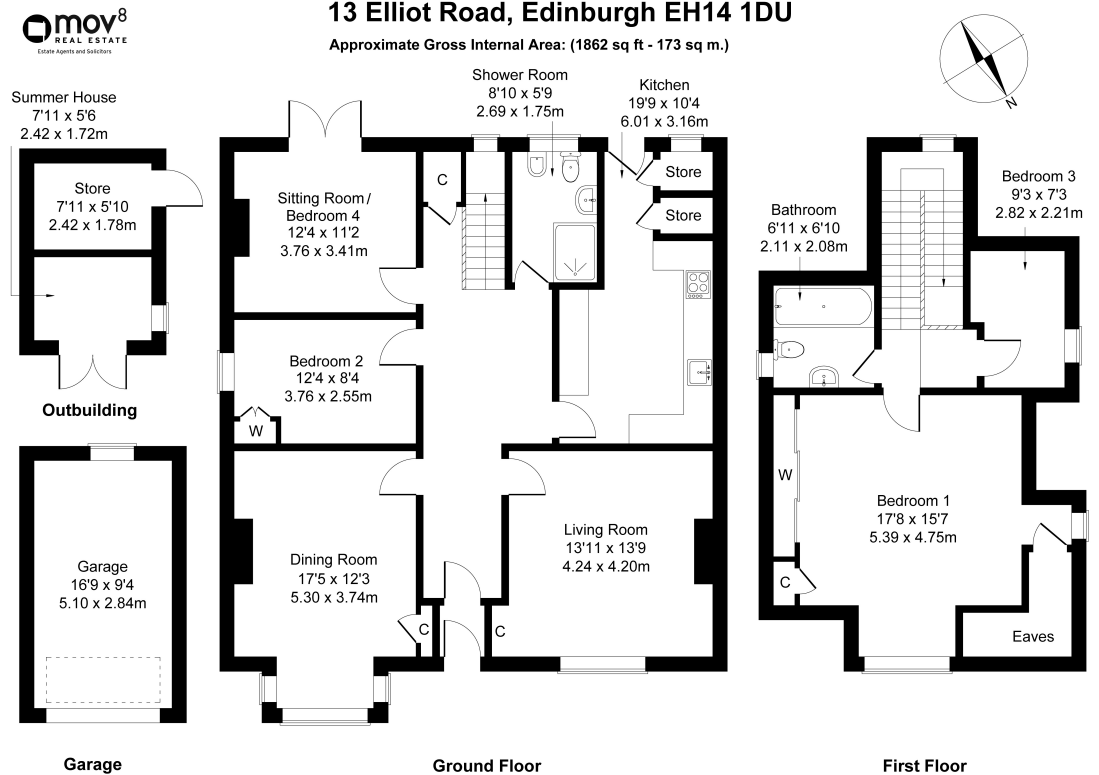 mov8
REAL ESTATE
Estate Agents and Solicitors
13 Elliot Road, Edinburgh EH14 1DU
Approximate Gross Internal Area: (1862 sq ft - 173 sq m.)
N
Summer House
7'11 x 5'6
2.42 x 1.72m
Store
7'11 x 5'10
2.42 x 1.78m
Outbuilding
Garage
16'9 x 9'4
5.10 x 2.84m
Garage
Shower Room
8'10 x 5'9
2.69 x 1.75m
Kitchen
19'9 x 10'4
6.01 x 3.16m
Store
Store
C
Sitting Room /
Bedroom 4
12'4 x 11'2
3.76 x 3.41m
Bedroom 2
12'4 x 8'4
3.76 x 2.55m
W
Dining Room
17'5 x 12'3
5.30 x 3.74m
C
C
Living Room
13'11 x 13'9
4.24 x 4.20m
Ground Floor
Bathroom
6'11 x 6'10
2.11 x 2.08m
Bedroom 3
9'3 x 7'3
2.82 x 2.21m
W
Bedroom 1
17'8 x 15'7
5.39 x 4.75m
C
Eaves
First Floor